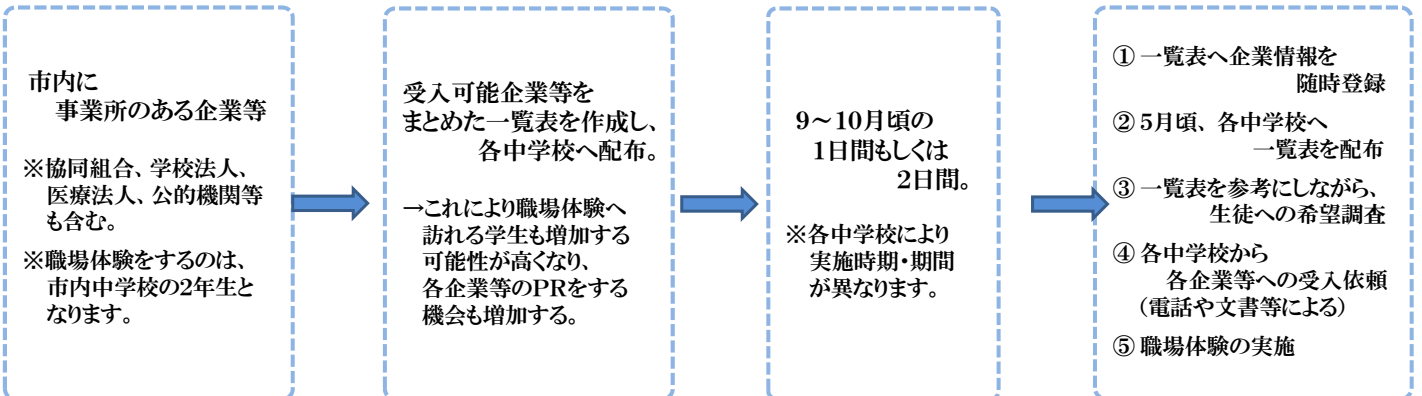 市内に
事業所のある企業等
※協同組合、学校法人、
医療法人、公的機関等
も含む。
※職場体験をするのは、
市内中学校の2年生と
なります。
受入可能企業等を
まとめた一覧表を作成し、
各中学校へ配布。
→これにより職場体験へ
訪れる学生も増加する
可能性が高くなり、
各企業等のPRをする
機会も増加する。
9～10月頃の
1日間もしくは
2日間。
※各中学校により
実施時期・期間
が異なります。
① 一覧表へ企業情報を
随時登録
② 5月頃、各中学校へ
一覧表を配布
③ 一覧表を参考にしながら、
生徒への希望調査
④ 各中学校から
各企業等への受入依頼
（電話や文書等による）
⑤ 職場体験の実施